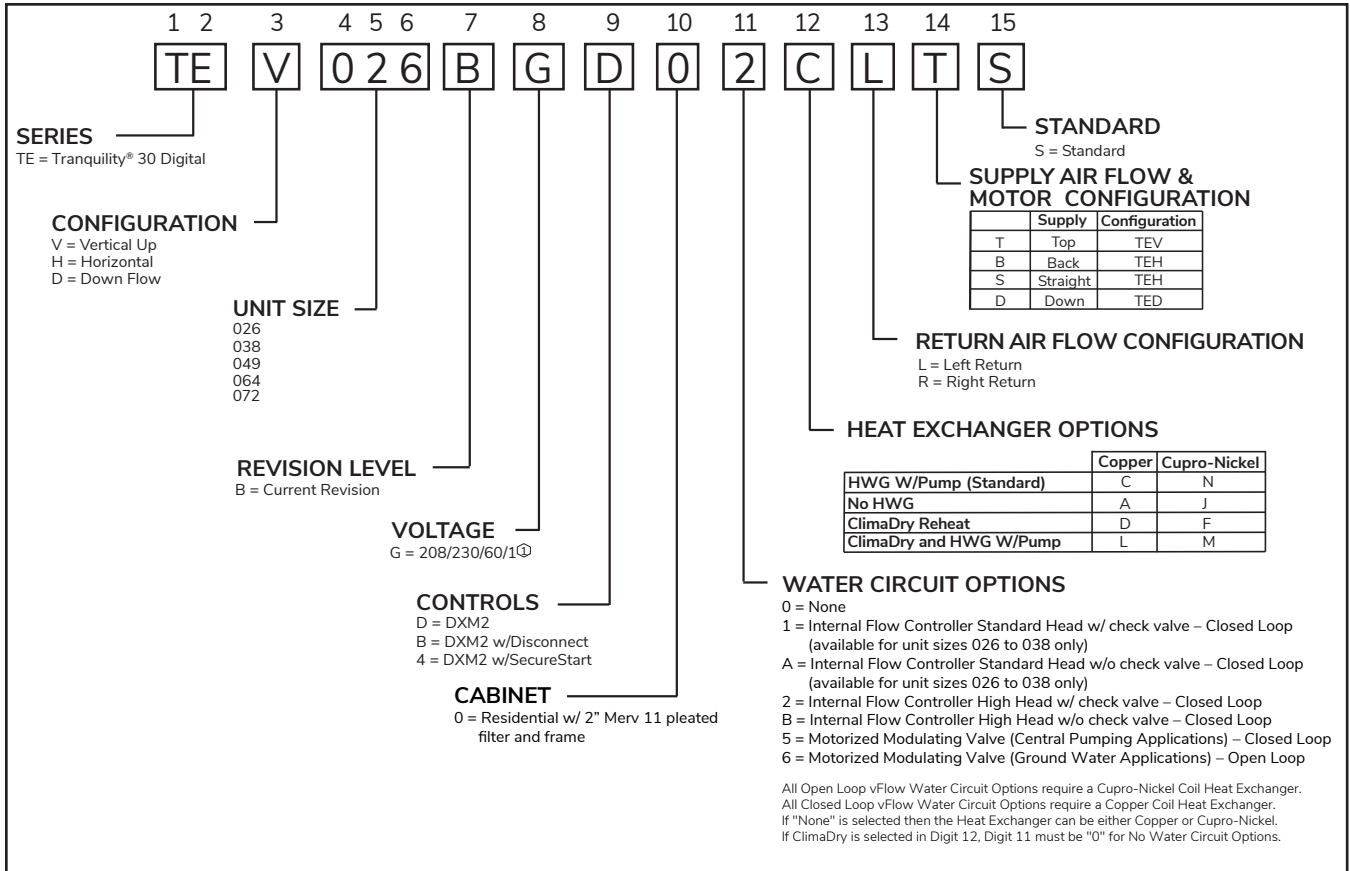 1 2 3 4 5 6 7 8 9 10 11 12 13 14 15
TE V 0 2 6 B G D 0 2 C L T S
SERIES
TE = Tranquility® 30 Digital
CONFIGURATION
V = Vertical Up
H = Horizontal
D = Down Flow
UNIT SIZE
026
038
049
064
072
REVISION LEVEL
B = Current Revision
VOLTAGE
G = 208/230/60/1①
CONTROLS
D = DXM2
B = DXM2 w/Disconnect
4 = DXM2 w/SecureStart
CABINET
0 = Residential w/ 2” Merv 11 pleated
filter and frame
STANDARD
S = Standard
SUPPLY AIR FLOW &
MOTOR CONFIGURATION
Supply Configuration
T Top TEV
B Back TEH
S Straight TEH
D Down TED
RETURN AIR FLOW CONFIGURATION
L = Left Return
R = Right Return
HEAT EXCHANGER OPTIONS
Copper Cupro-Nickel
HWG W/Pump (Standard) C N
No HWG A J
ClimaDry Reheat D F
ClimaDry and HWG W/Pump L M
WATER CIRCUIT OPTIONS
0 = None
1 = Internal Flow Controller Standard Head w/ check valve – Closed Loop
(available for unit sizes 026 to 038 only)
A = Internal Flow Controller Standard Head w/o check valve – Closed Loop
(available for unit sizes 026 to 038 only)
2 = Internal Flow Controller High Head w/ check valve – Closed Loop
B = Internal Flow Controller High Head w/o check valve – Closed Loop
5 = Motorized Modulating Valve (Central Pumping Applications) – Closed Loop
6 = Motorized Modulating Valve (Ground Water Applications) – Open Loop
All Open Loop vFlow Water Circuit Options require a Cupro-Nickel Coil Heat Exchanger.
All Closed Loop vFlow Water Circuit Options require a Copper Coil Heat Exchanger.
If "None" is selected then the Heat Exchanger can be either Copper or Cupro-Nickel.
If ClimaDry is selected in Digit 12, Digit 11 must be "0" for No Water Circuit Options.